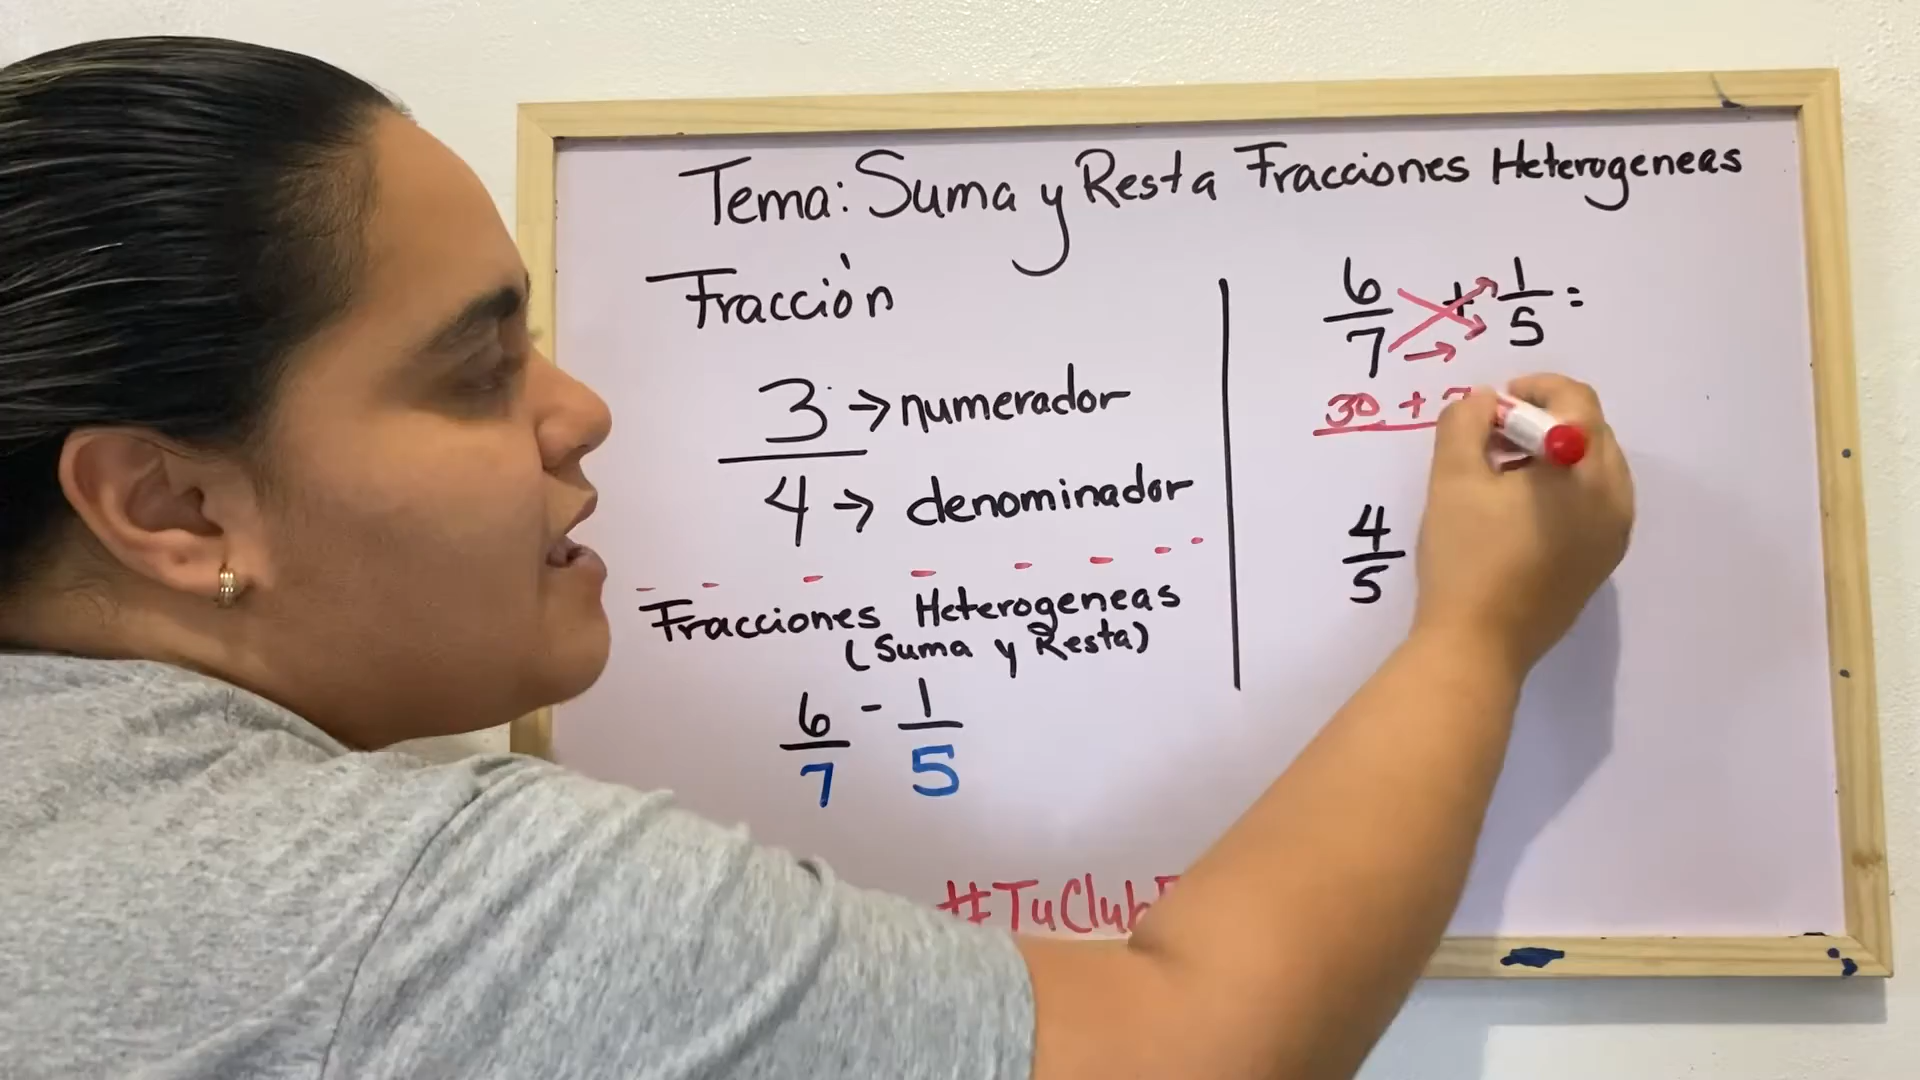 Tema: Suma y Resta Fracciones Heterogeneas
Fracción
3 → numerador
4 → denominador
Fracciones Heterogeneas
(Suma y Resta)
6 - 1
7 5
6 + 1 =
7 → 5
30 + 7
4
5